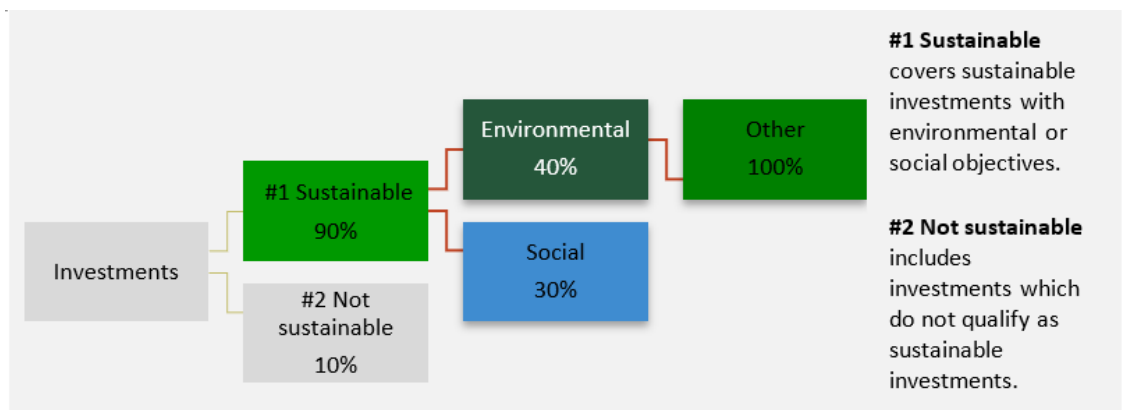 Investments
#1 Sustainable
90%
#2 Not
sustainable
10%
Environmental
40%
Social
30%
Other
100%
#1 Sustainable
covers sustainable
investments with
environmental or
social objectives.
#2 Not sustainable
includes
investments which
do not qualify as
sustainable
investments.